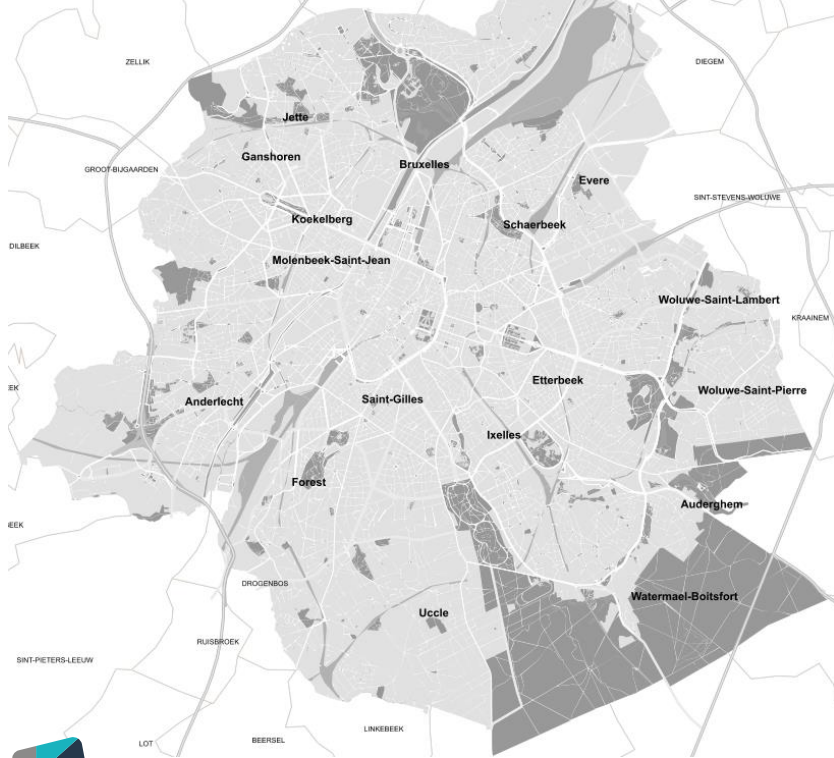 ZELLIK
DIEGEM
Jette
Ganshoren
Bruxelles
GROOT-BIJGAARDEN
Evere
SINT-STEVENS-WOLUWE
Koekelberg
Schaerbeek
DILBEEK
Molenbeek-Saint-Jean
Woluwe-Saint-Lambert
KRAAINEM
Etterbeek
EK
Woluwe-Saint-Pierre
Anderlecht
Saint-Gilles
Ixelles
Forest
Auderghem
EEK
DROGENBOS
Watermael-Boitsfort
Uccle
RUISBROEK
SINT-PIETERS-LEEUW
LINKEBEEK
BEERSEL
LOT